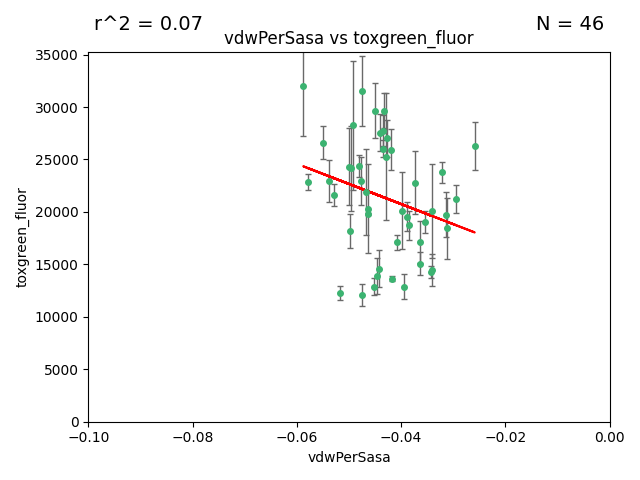 r^2 = 0.07
N = 46
vdwPerSasa vs toxgreen_fluor
35000
30000
25000
20000
15000
10000
5000
0
toxgreen_fluor
−0.10
−0.08
−0.06
−0.04
−0.02
0.00
vdwPerSasa